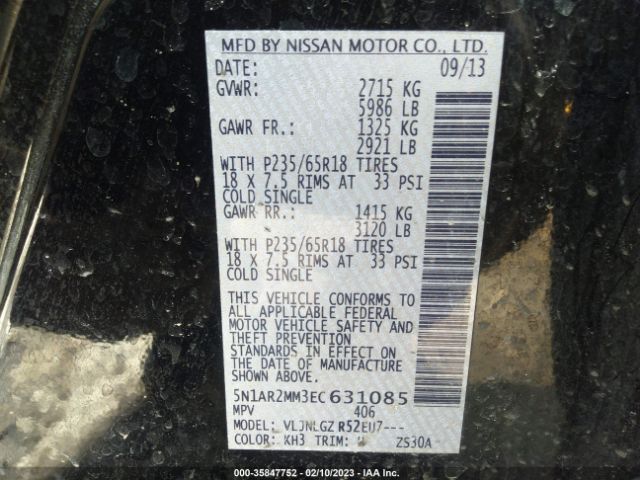 MFD BY NISSAN MOTOR CO., LTD.
DATE: 09/13
GVWR: 2715 KG
5986 LB
GAWR FR.: 1325 KG
2921 LB
WITH P235/65R18 TIRES
18 X 7.5 RIMS AT 33 PSI
COLD SINGLE
GAWR RR.: 1415 KG
3120 LB
WITH P235/65R18 TIRES
18 X 7.5 RIMS AT 33 PSI
COLD SINGLE
THIS VEHICLE CONFORMS TO
ALL APPLICABLE FEDERAL
MOTOR VEHICLE SAFETY AND
THEFT PREVENTION
STANDARDS IN EFFECT ON
THE DATE OF MANUFACTURE
SHOWN ABOVE.
5N1AR2MM3EC631085
MPV 406
MODEL: VLJNLGZ R52EU7---
COLOR: KH3 TRIM: ZS30A
000-35847752 - 02/10/2023 - IAA Inc.